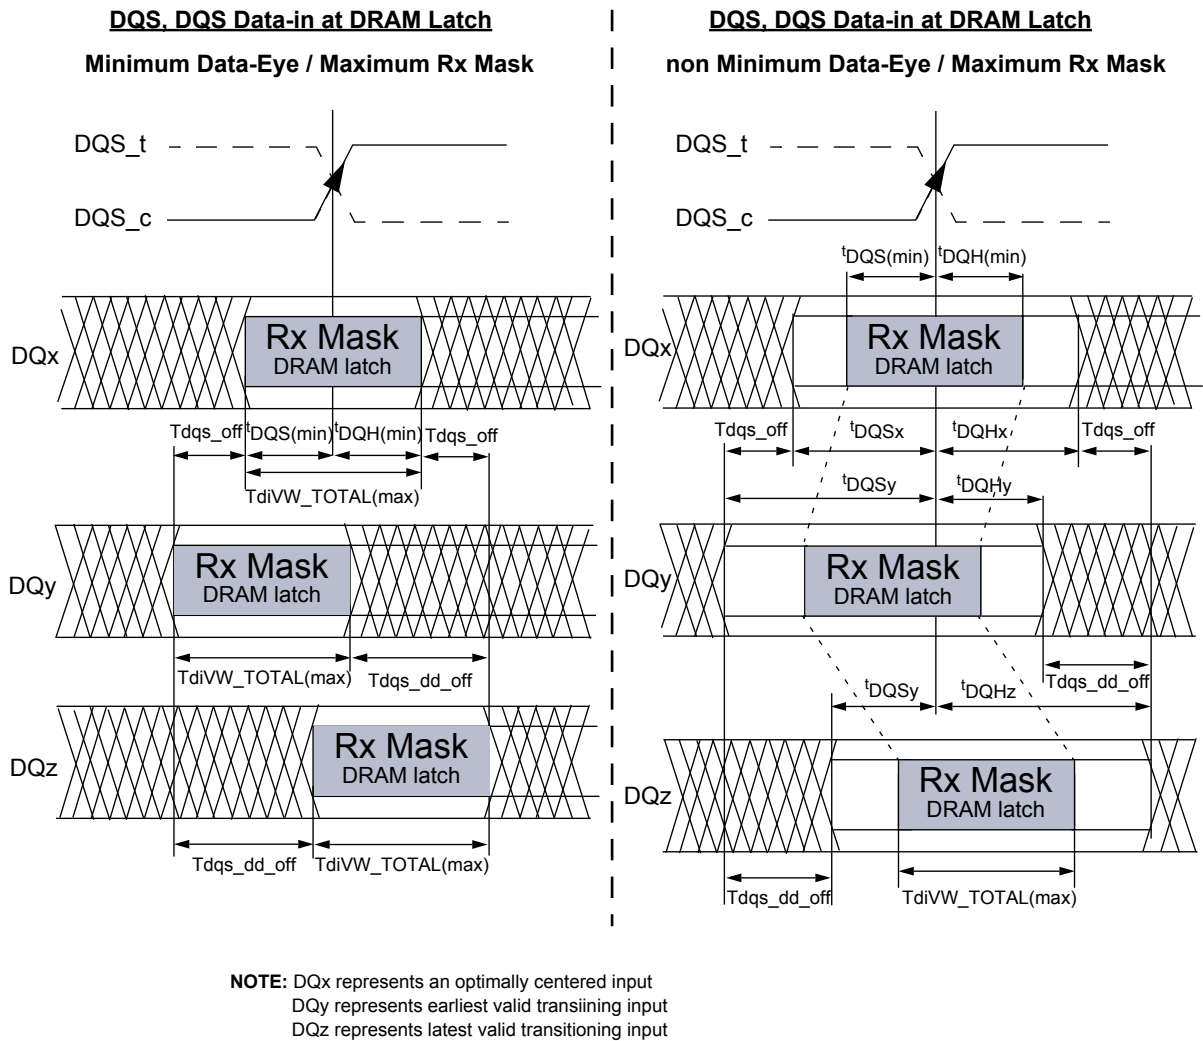 DQS, DQS Data-in at DRAM Latch
Minimum Data-Eye / Maximum Rx Mask
DQS_t
DQS_c
DQx
Rx Mask
DRAM latch
Tdqs_off
tDQS(min)
tDQH(min)
Tdqs_off
TdiVW_TOTAL(max)
DQy
Rx Mask
DRAM latch
TdiVW_TOTAL(max)
Tdqs_dd_off
DQz
Rx Mask
DRAM latch
Tdqs_dd_off
TdiVW_TOTAL(max)
DQS, DQS Data-in at DRAM Latch
non Minimum Data-Eye / Maximum Rx Mask
DQS_t
DQS_c
tDQS(min)
tDQH(min)
DQx
Rx Mask
DRAM latch
Tdqs_off
tDQSx
tDQHx
Tdqs_off
tDQSy
tDQHy
DQy
Rx Mask
DRAM latch
Tdqs_dd_off
tDQSy
tDQHz
DQz
Rx Mask
DRAM latch
Tdqs_dd_off
TdiVW_TOTAL(max)
NOTE: DQx represents an optimally centered input
DQy represents earliest valid transiining input
DQz represents latest valid transitioning input